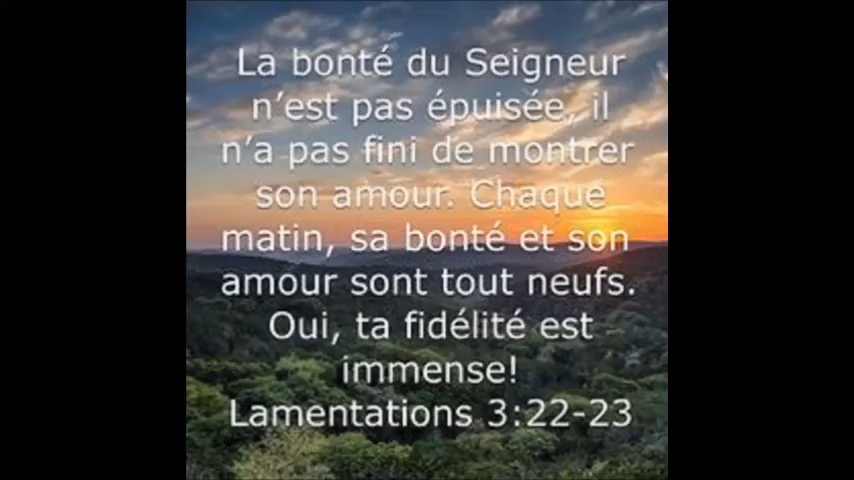 La bonté du Seigneur
n’est pas épuisée, il
n’a pas fini de montrer
son amour. Chaque
matin, sa bonté et son
amour sont tout neufs.
Oui, ta fidélité est
immense!
Lamentations 3:22-23